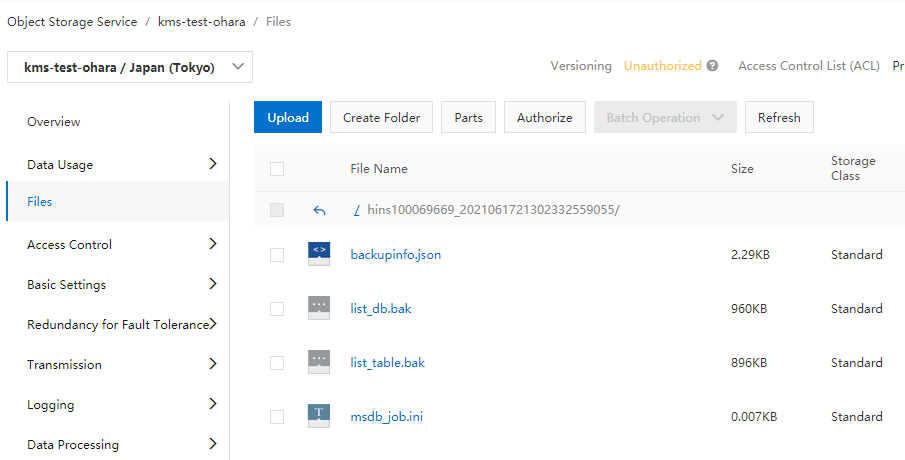 Object Storage Service / kms-test-ohara / Files
kms-test-ohara / Japan (Tokyo)
Versioning Unauthorized ? Access Control List (ACL) Pr
Overview
Data Usage
Files
Access Control
Basic Settings
Redundancy for Fault Tolerance
Transmission
Logging
Data Processing
Upload Create Folder Parts Authorize Batch Operation Refresh
File Name Size Storage
Class
/ hins100069669_20210617213023325 59055/
backupinfo.json 2.29KB Standard
list_db.bak 960KB Standard
list_table.bak 896KB Standard
T msdb_job.ini 0.007KB Standard